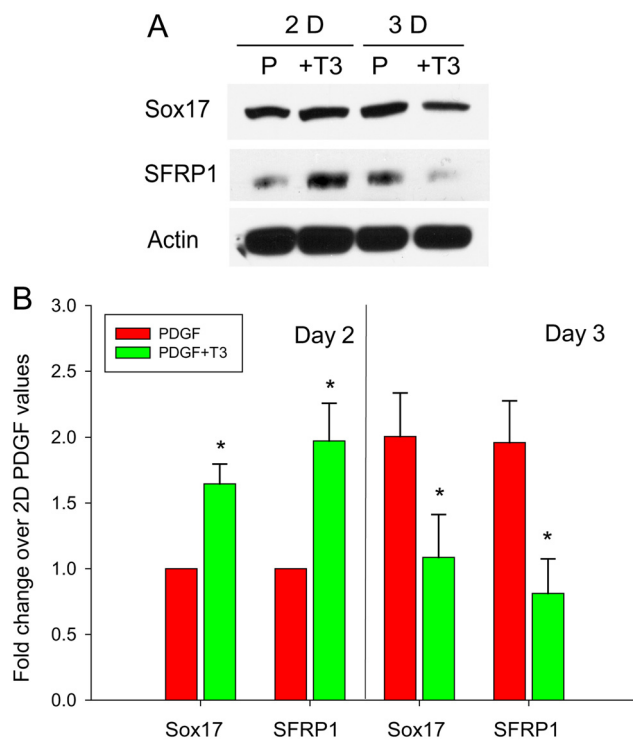 A
2 D 3 D
P +T3 P +T3
Sox17
SFRP1
Actin
B
3.0
2.5
2.0
1.5
1.0
0.5
0.0
Fold change over 2D PDGF values
PDGF
PDGF+T3
Day 2
Day 3
*
*
*
*
Sox17 SFRP1 Sox17 SFRP1